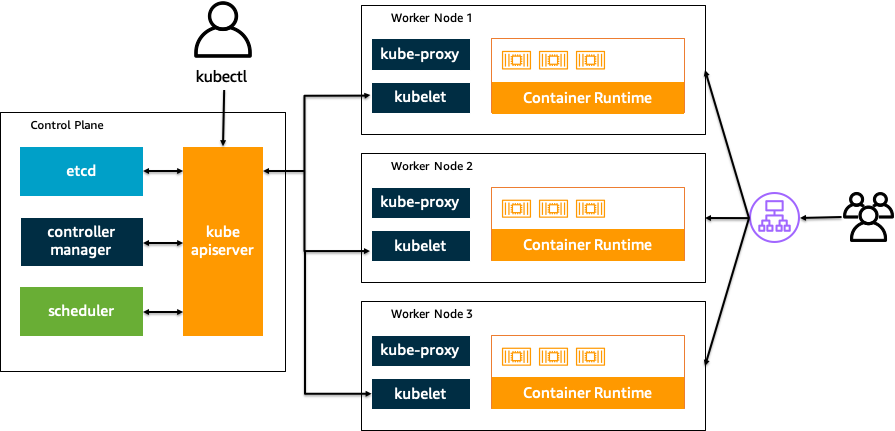 kubectl
Control Plane
etcd
controller
manager
scheduler
kube
apiserver
Worker Node 1
kube-proxy
kubelet
Container Runtime
Worker Node 2
kube-proxy
kubelet
Container Runtime
Worker Node 3
kube-proxy
kubelet
Container Runtime